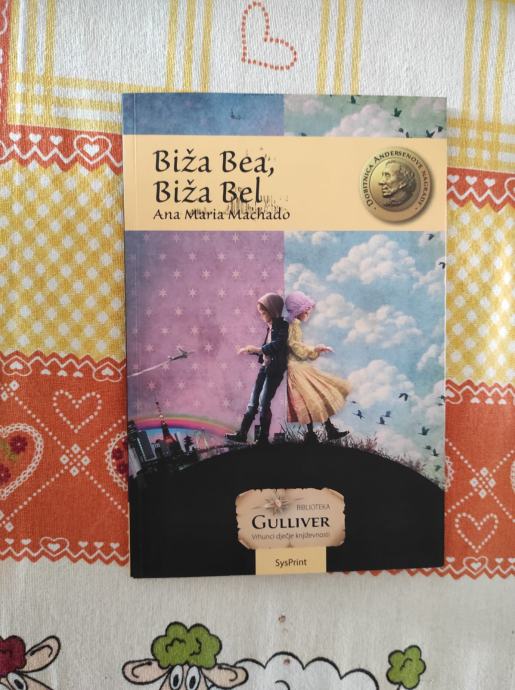 Biža Bea,
Biža Bel
Ana Maria Machado
DOBITNICA ANDERSENOVE NAGRADE
BIBLIOTEKA
GULLIVER
Vrhunci dječje književnosti
SysPrint